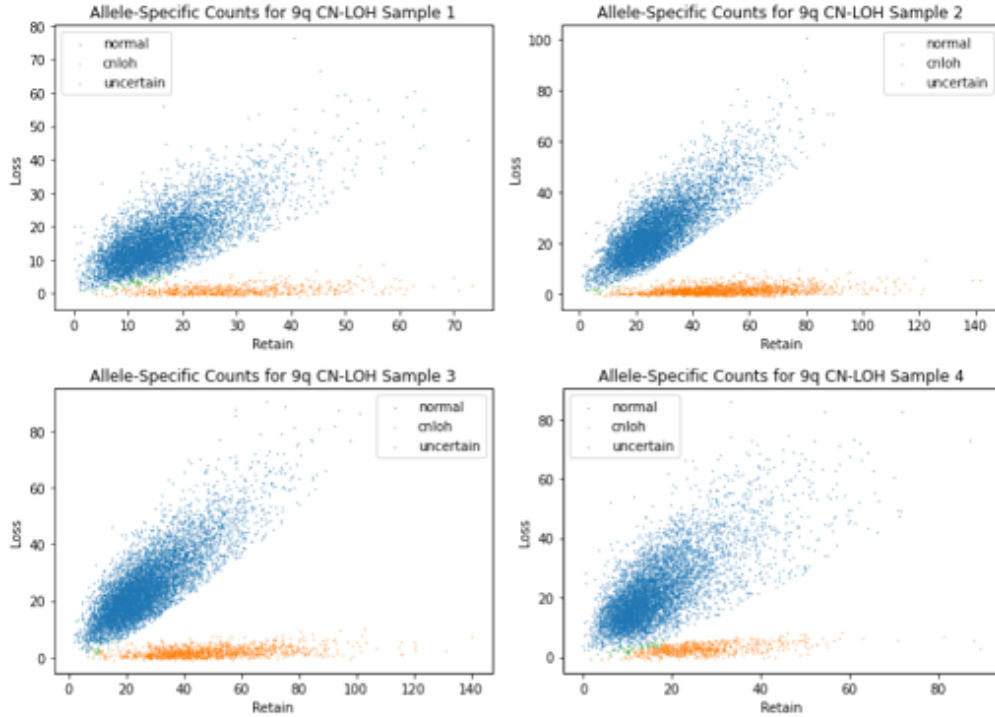 Allele-Specific Counts for 9q CN-LOH Sample 1
80
70
60
50
40
30
20
10
0
Loss
normal
cnloh
uncertain
0 10 20 30 40 50 60 70
Retain
Allele-Specific Counts for 9q CN-LOH Sample 2
100
80
60
40
20
0
Loss
normal
cnloh
uncertain
0 20 40 60 80 100 120 140
Retain
Allele-Specific Counts for 9q CN-LOH Sample 3
80
60
40
20
0
Loss
normal
cnloh
uncertain
0 20 40 60 80 100 120 140
Retain
Allele-Specific Counts for 9q CN-LOH Sample 4
80
60
40
20
0
Loss
normal
cnloh
uncertain
0 20 40 60 80
Retain